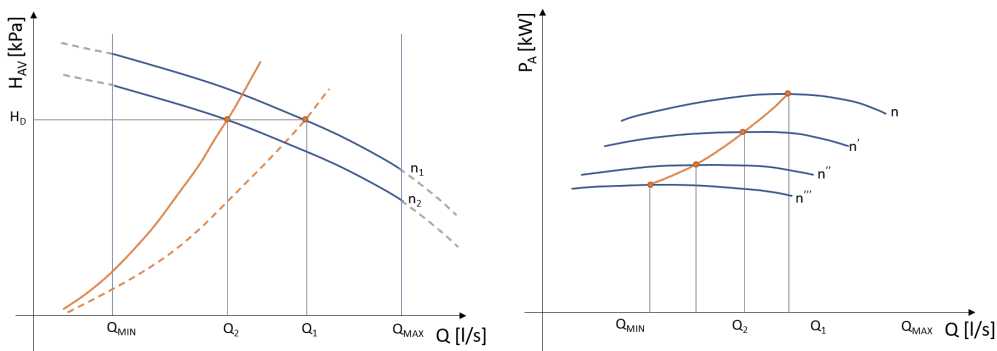 H_AV [kPa]
H_D
n_1
n_2
Q_MIN
Q_2
Q_1
Q_MAX
Q [l/s]
P_A [kW]
n
n'
n''
n'''
Q_MIN
Q_2
Q_1
Q_MAX
Q [l/s]